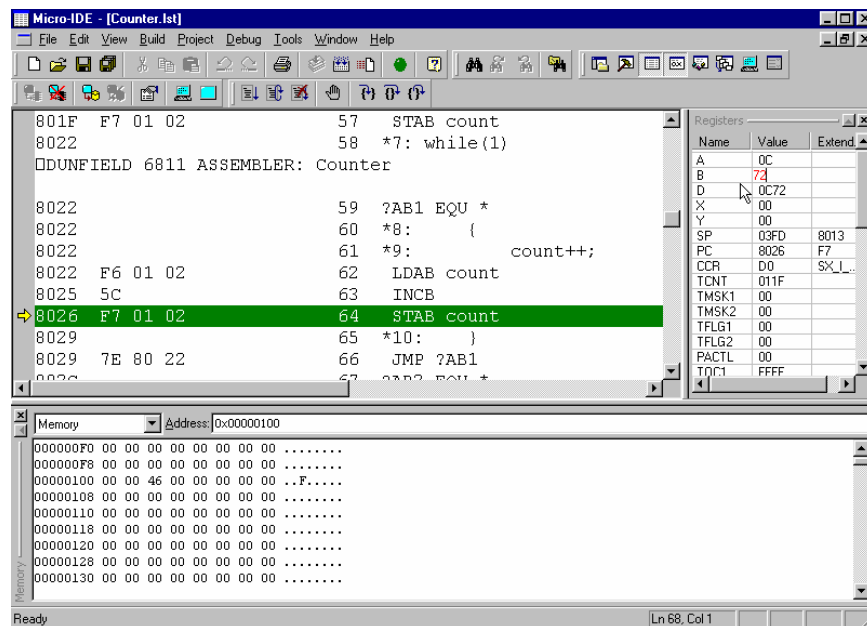 Micro-IDE - [Counter.lst]
File Edit View Build Project Debug Tools Window Help
801F F7 01 02 57 STAB count
8022 58 *7: while(1)
DUNFIELD 6811 ASSEMBLER: Counter
8022 59 ?AB1 EQU *
8022 60 *8: {
8022 61 *9: count++;
8022 F6 01 02 62 LDAB count
8025 5C 63 INCB
8026 F7 01 02 64 STAB count
8029 65 *10: }
8029 7E 80 22 66 JMP ?AB1
Registers
Name Value Extend.
A 0C
B 72
D 0C72
X 00
Y 00
SP 03FD 8013
PC 8026 F7
CCR D0 SX_I_..
TCNT 011F
TMSK1 00
TMSK2 00
TFLG1 00
TFLG2 00
PACTL 00
TOC1 FFFF
Memory Address: 0x00000100
000000F0 00 00 00 00 00 00 00 00 ........
000000F8 00 00 00 00 00 00 00 00 ........
00000100 00 00 46 00 00 00 00 00 ..F.....
00000108 00 00 00 00 00 00 00 00 ........
00000110 00 00 00 00 00 00 00 00 ........
00000118 00 00 00 00 00 00 00 00 ........
00000120 00 00 00 00 00 00 00 00 ........
00000128 00 00 00 00 00 00 00 00 ........
00000130 00 00 00 00 00 00 00 00 ........
Memory
Ready Ln 68, Col 1